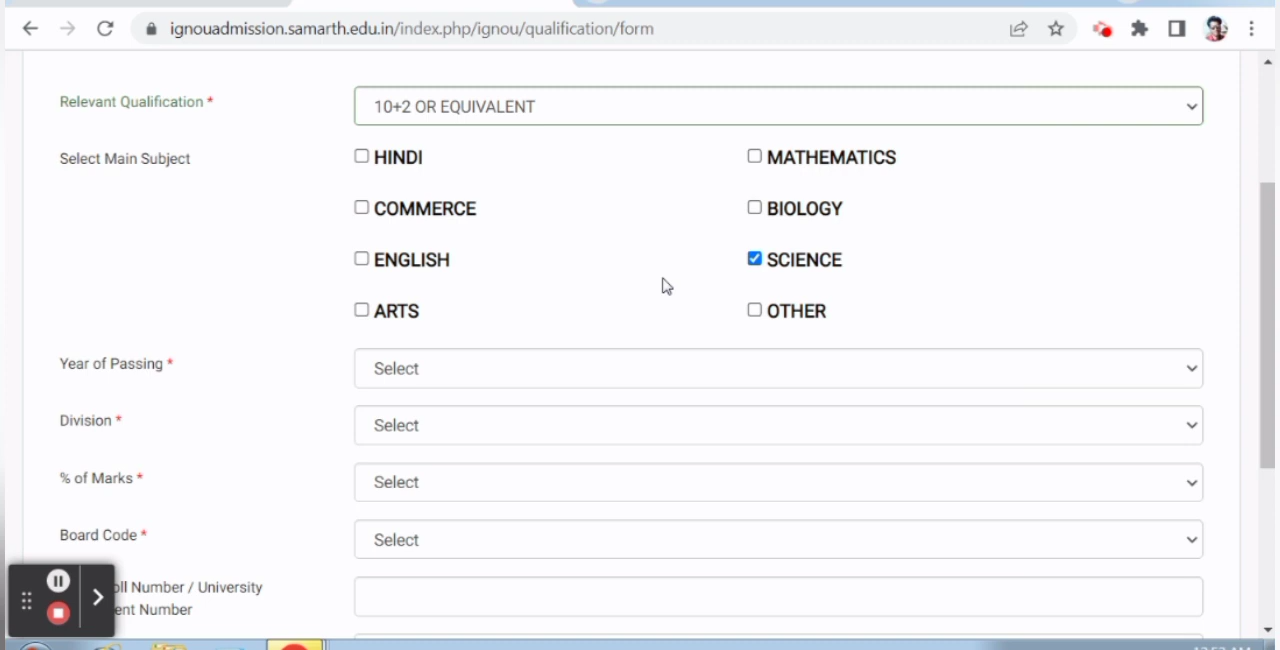 ignouadmission.samarth.edu.in/index.php/ignou/qualification/form
Relevant Qualification *
10+2 OR EQUIVALENT
Select Main Subject
HINDI
MATHEMATICS
COMMERCE
BIOLOGY
ENGLISH
SCIENCE
ARTS
OTHER
Year of Passing *
Select
Division *
Select
% of Marks *
Select
Board Code *
Select
oll Number / University
ent Number